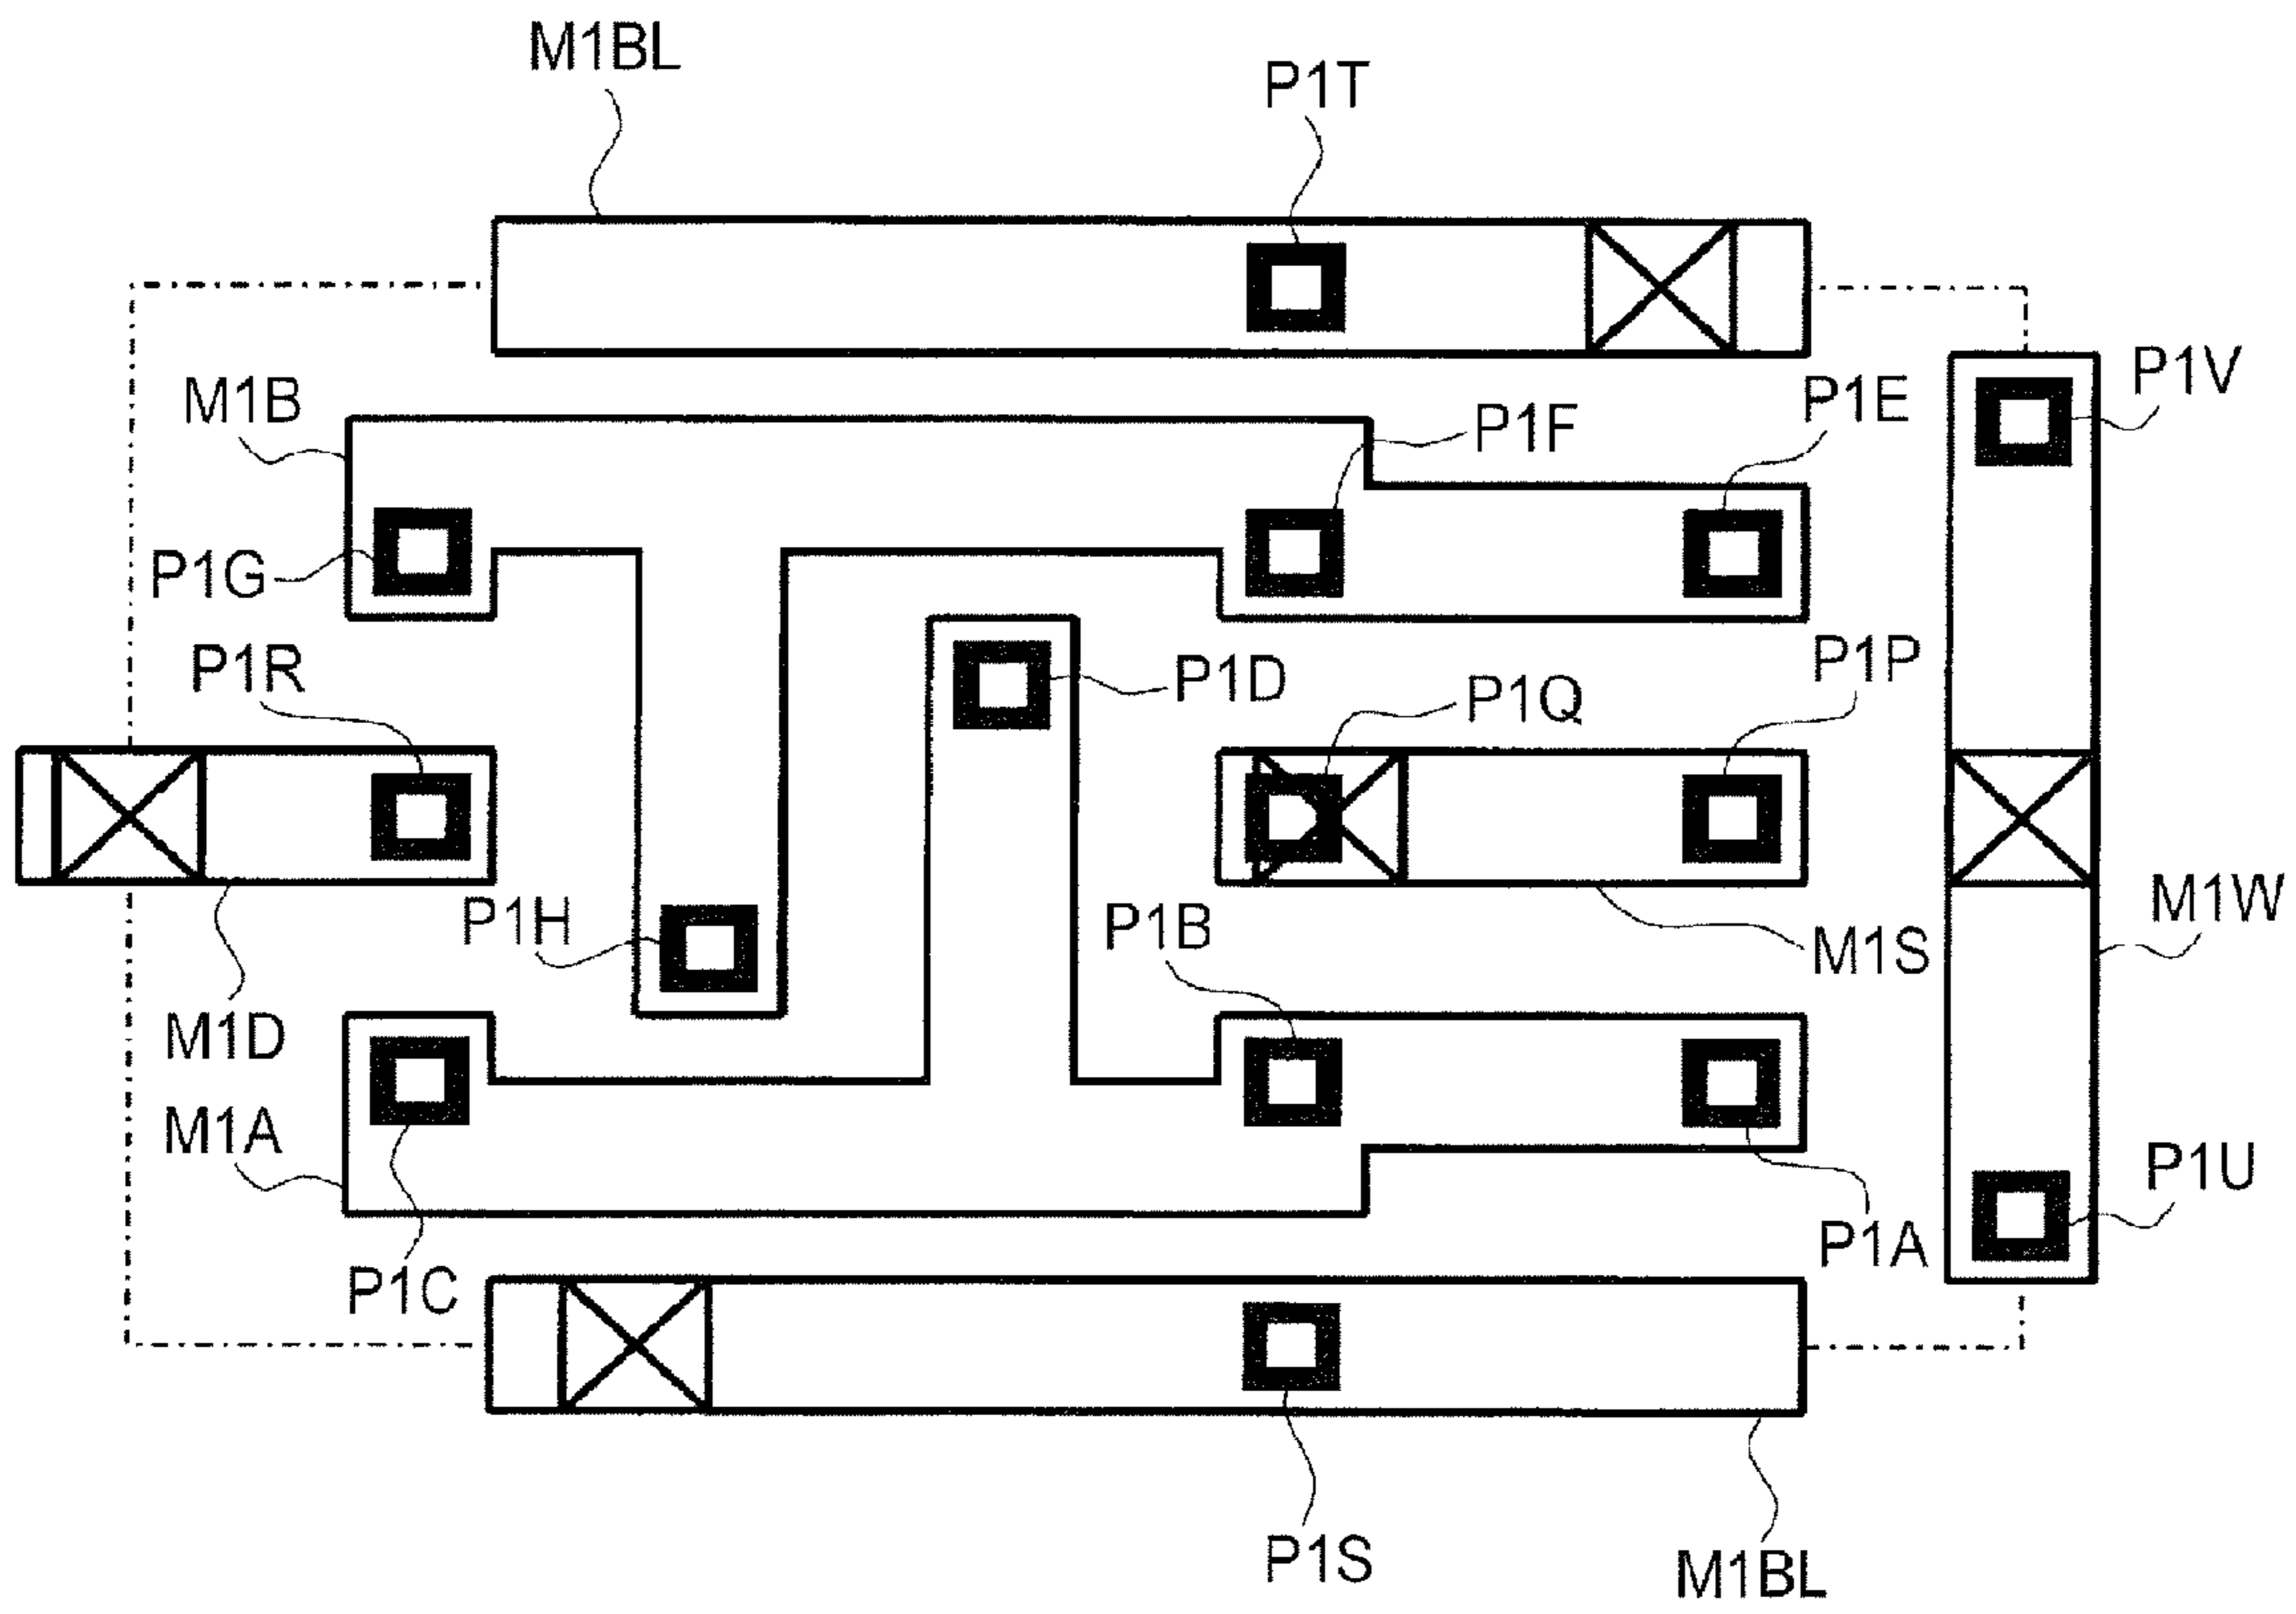 M1BL
P1T
P1V
M1B
P1E
P1F
P1G
P1R
P1P
P1D
P1Q
P1H
P1B
M1W
M1S
M1D
M1A
P1U
P1A
P1C
P1S
M1BL